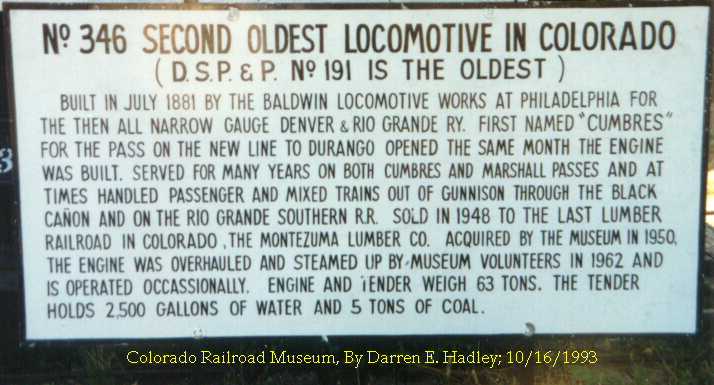 Nº 346 SECOND OLDEST LOCOMOTIVE IN COLORADO
( D.S.P. & P. Nº 191 IS THE OLDEST )
BUILT IN JULY 1881 BY THE BALDWIN LOCOMOTIVE WORKS AT PHILADELPHIA FOR
THE THEN ALL NARROW GAUGE DENVER & RIO GRANDE RY. FIRST NAMED "CUMBRES"
FOR THE PASS ON THE NEW LINE TO DURANGO OPENED THE SAME MONTH THE ENGINE
WAS BUILT. SERVED FOR MANY YEARS ON BOTH CUMBRES AND MARSHALL PASSES AND AT
TIMES HANDLED PASSENGER AND MIXED TRAINS OUT OF GUNNISON THROUGH THE BLACK
CAÑON AND ON THE RIO GRANDE SOUTHERN R.R. SOLD IN 1948 TO THE LAST LUMBER
RAILROAD IN COLORADO, THE MONTEZUMA LUMBER CO. ACQUIRED BY THE MUSEUM IN 1950,
THE ENGINE WAS OVERHAULED AND STEAMED UP BY MUSEUM VOLUNTEERS IN 1962 AND
IS OPERATED OCCASSIONALLY. ENGINE AND TENDER WEIGH 63 TONS. THE TENDER
HOLDS 2,500 GALLONS OF WATER AND 5 TONS OF COAL.
3
Colorado Railroad Museum, By Darren E. Hadley; 10/16/1993